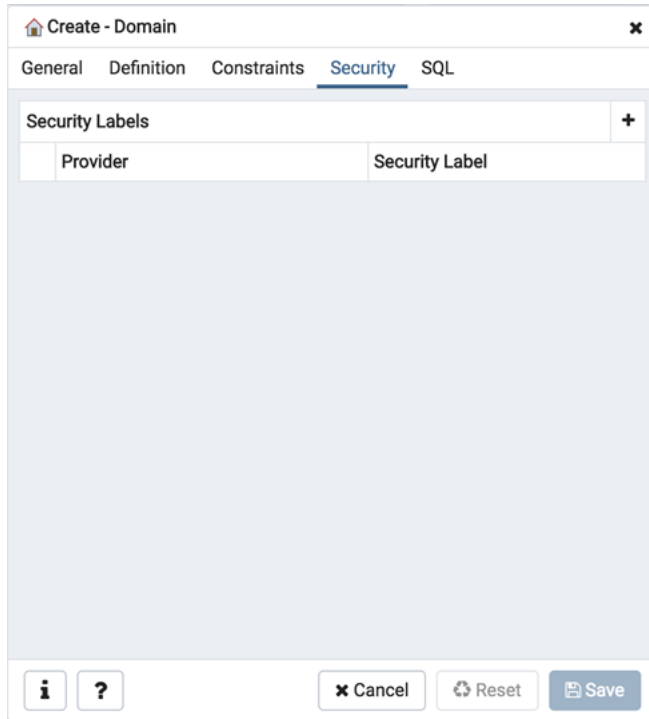 Create - Domain
General Definition Constraints Security SQL
Security Labels +
Provider Security Label
i ? Cancel Reset Save